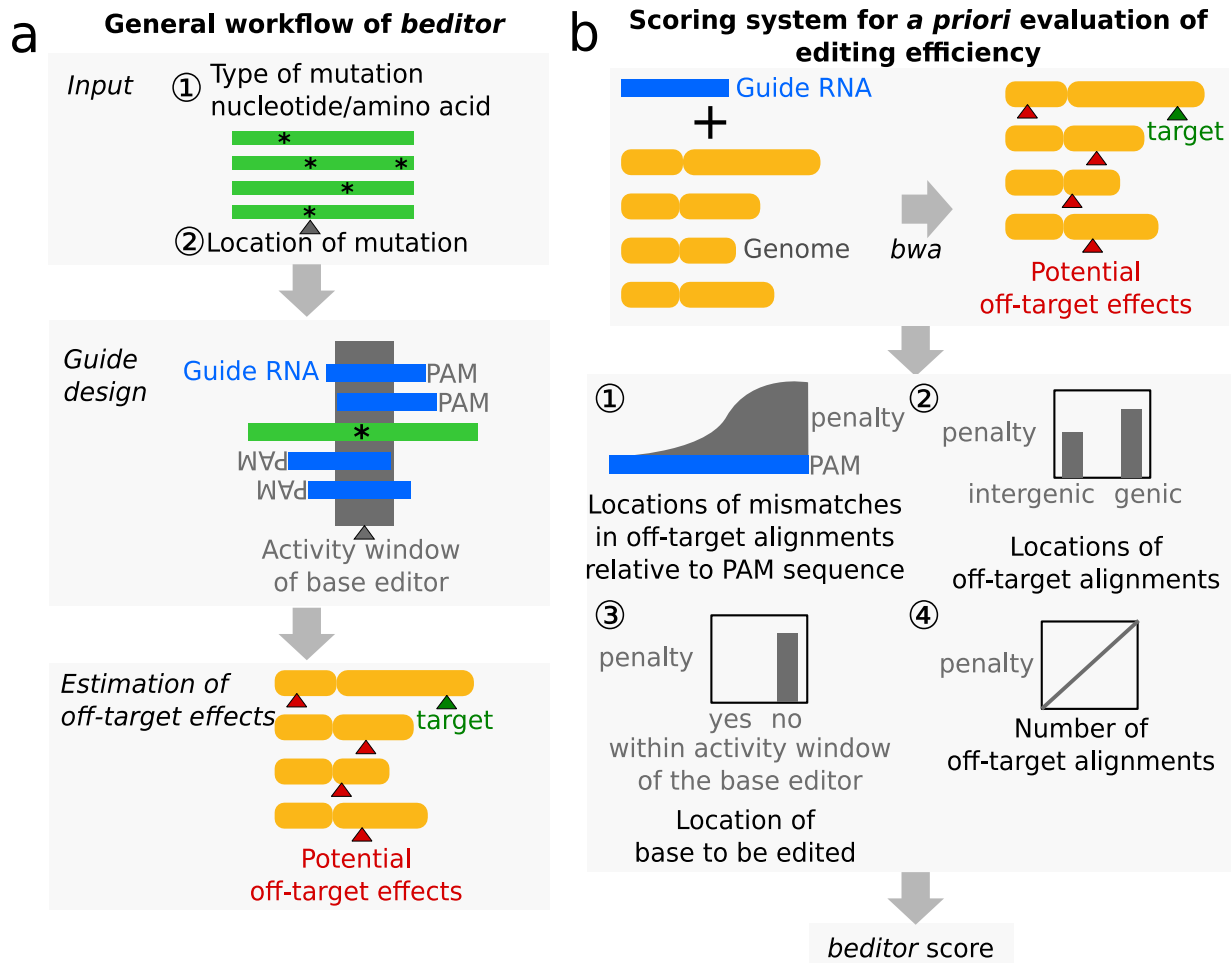 a
General workflow of beditor
Input
① Type of mutation
nucleotide/amino acid
*
* *
*
*
② Location of mutation
Guide
design
Guide RNA
PAM
PAM
*
PAM
PAM
Activity window
of base editor
Estimation of
off-target effects
target
Potential
off-target effects
b
Scoring system for a priori evaluation of
editing efficiency
Guide RNA
+
Genome
bwa
target
Potential
off-target effects
①
penalty
PAM
Locations of mismatches
in off-target alignments
relative to PAM sequence
②
penalty
intergenic genic
Locations of
off-target alignments
③
penalty
yes no
within activity window
of the base editor
Location of
base to be edited
④
penalty
Number of
off-target alignments
beditor score